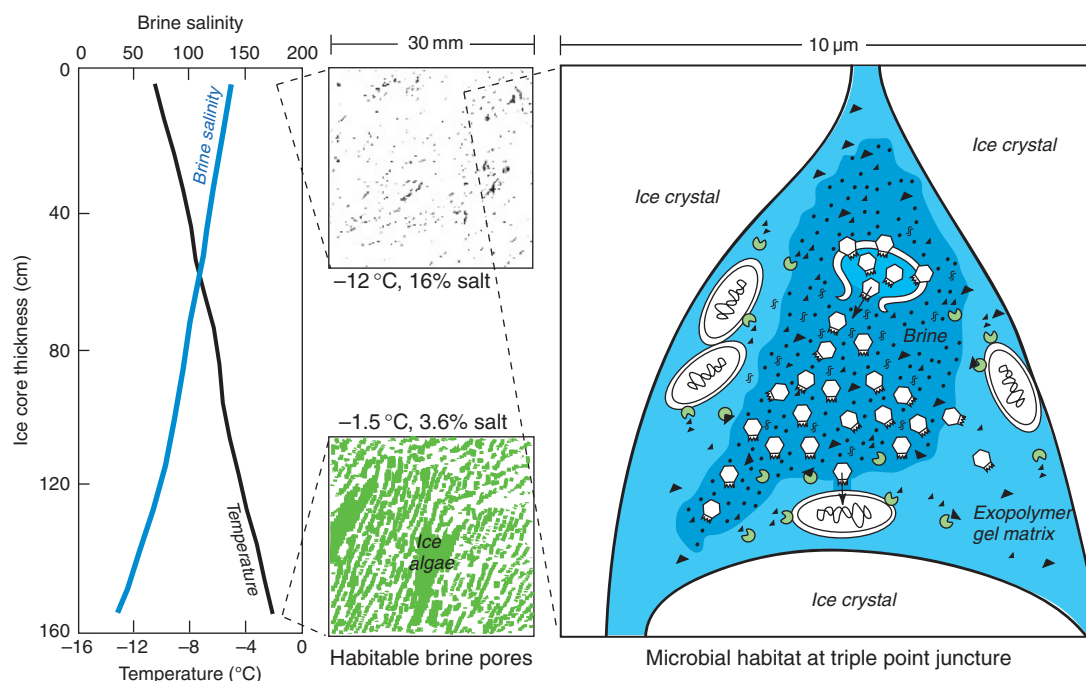 Brine salinity
0 50 100 150 200
30 mm
10 µm
0
40
80
120
160
Ice core thickness (cm)
Brine salinity
Temperature
–16 –12 –8 –4 0
Temperature (°C)
–12 °C, 16% salt
–1.5 °C, 3.6% salt
Ice
algae
Habitable brine pores
Ice crystal
Ice crystal
Brine
Exopolymer
gel matrix
Ice crystal
Microbial habitat at triple point juncture